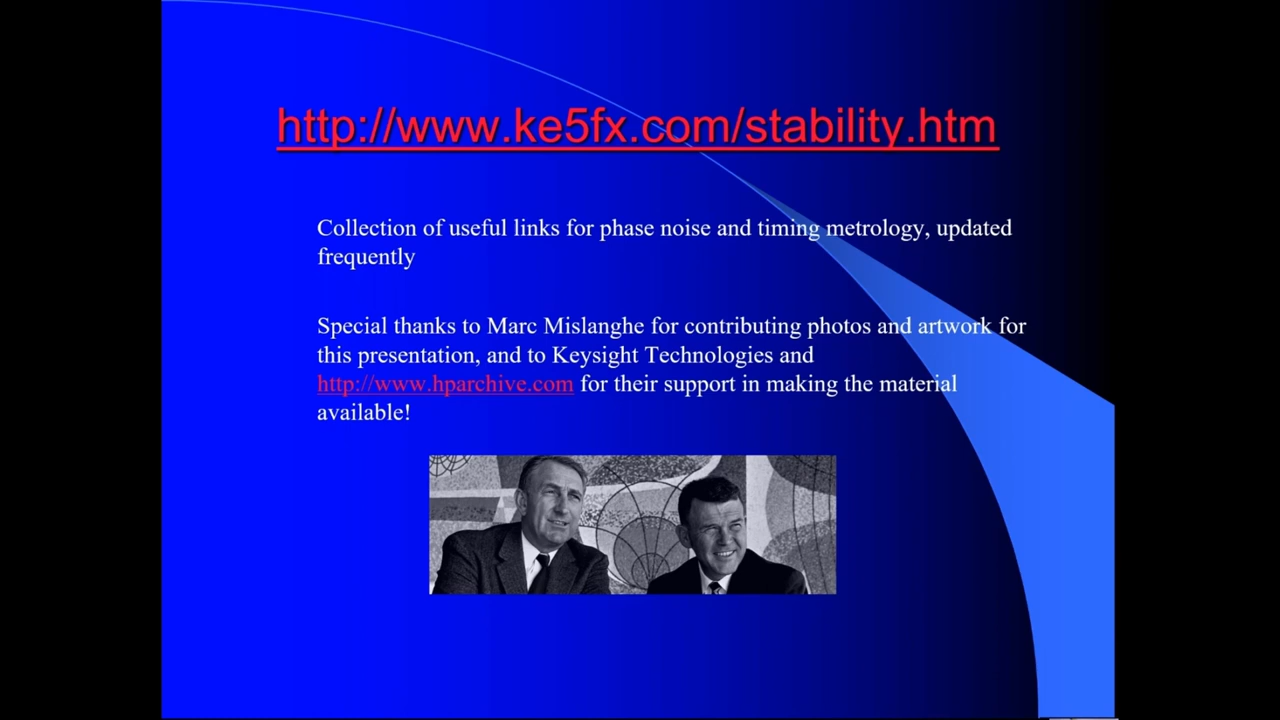 http://www.ke5fx.com/stability.htm
Collection of useful links for phase noise and timing metrology, updated
frequently
Special thanks to Marc Mislanghe for contributing photos and artwork for
this presentation, and to Keysight Technologies and
http://www.hparchive.com for their support in making the material
available!